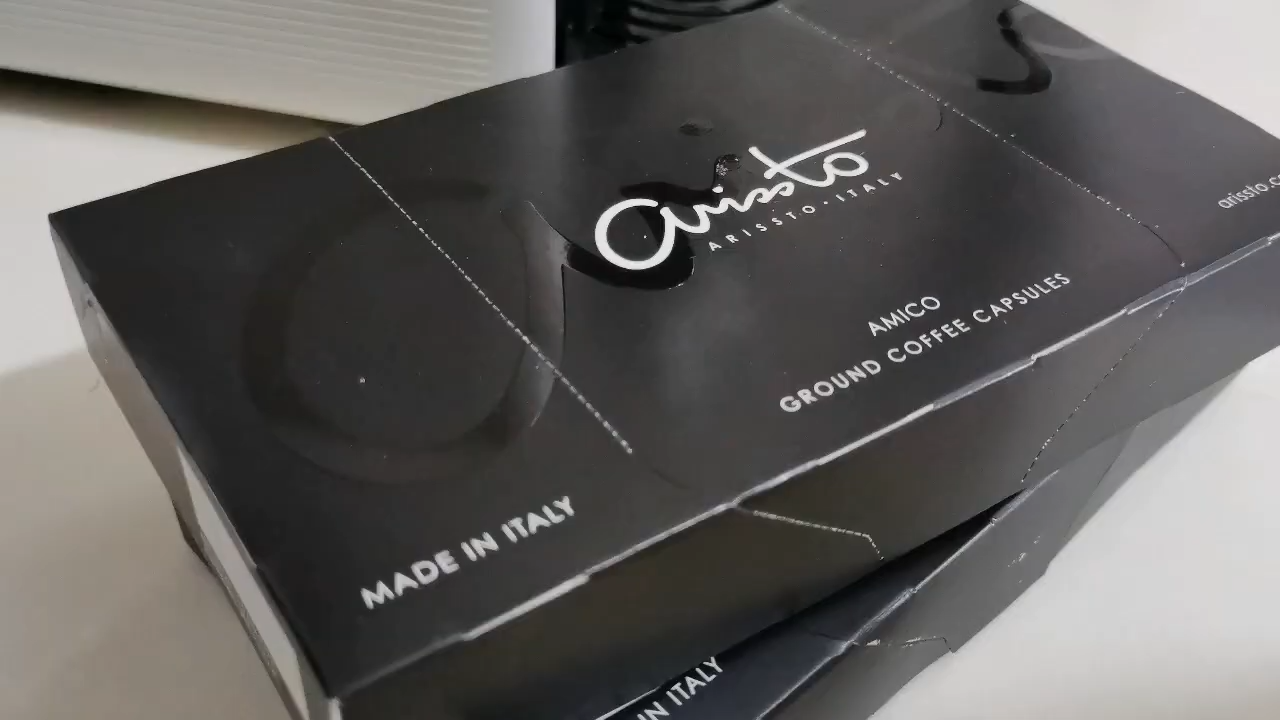 arissto
ARISSTO · ITALY
arissto.co
AMICO
GROUND COFFEE CAPSULES
MADE IN ITALY
IN ITALY